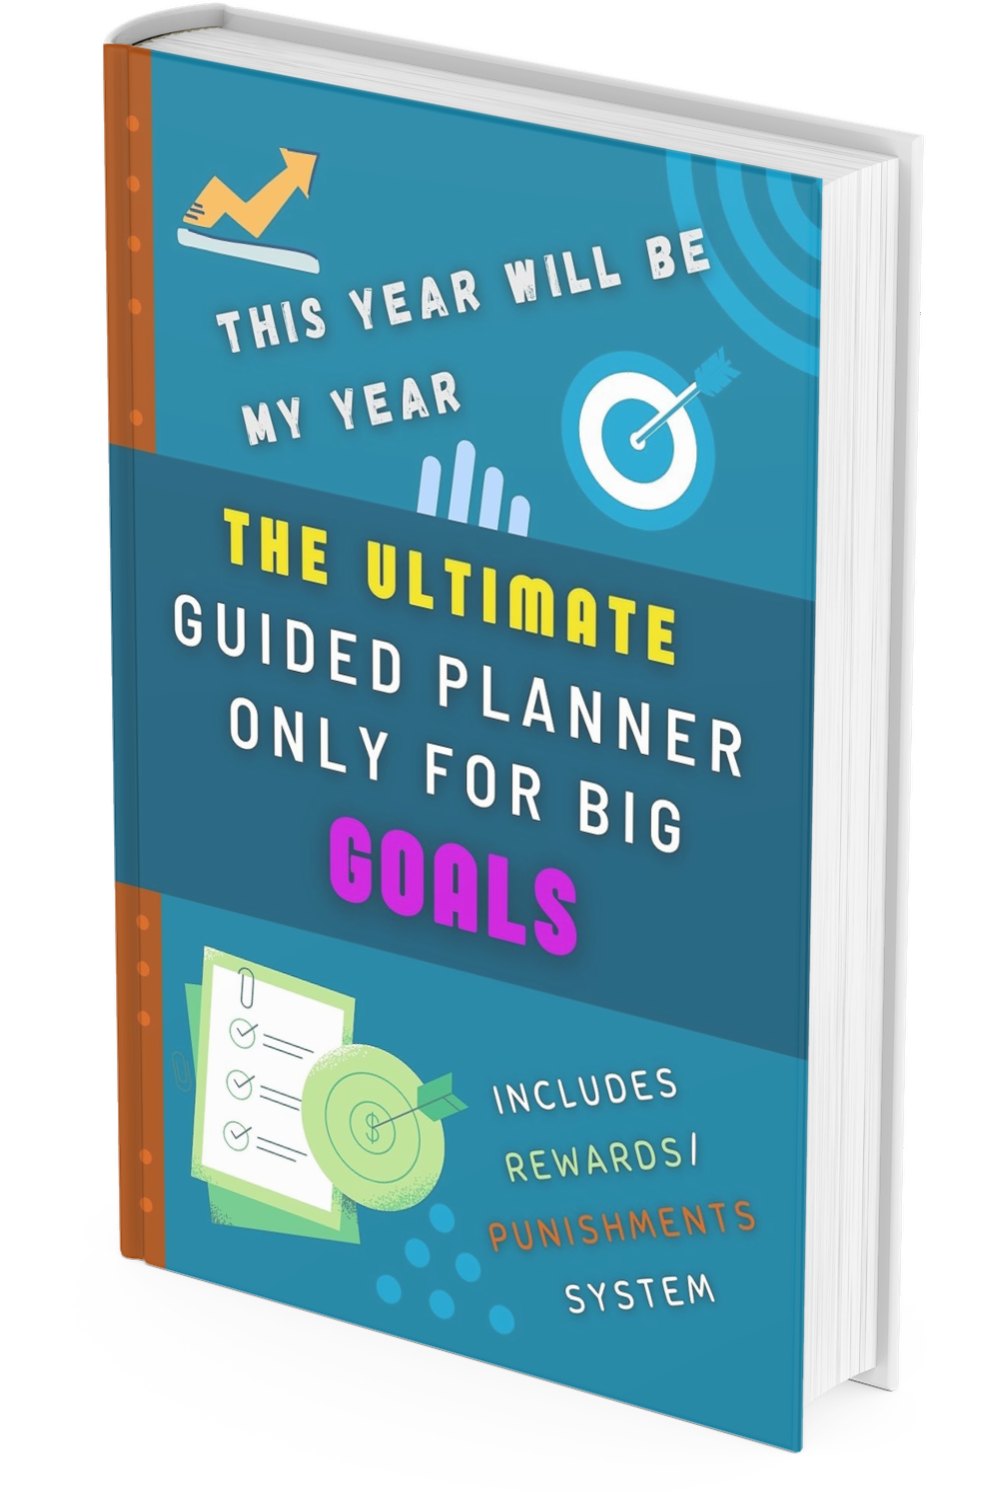 THIS YEAR WILL BE
MY YEAR
THE ULTIMATE
GUIDED PLANNER
ONLY FOR BIG
GOALS
$
INCLUDES
REWARDS/
PUNISHMENTS
SYSTEM